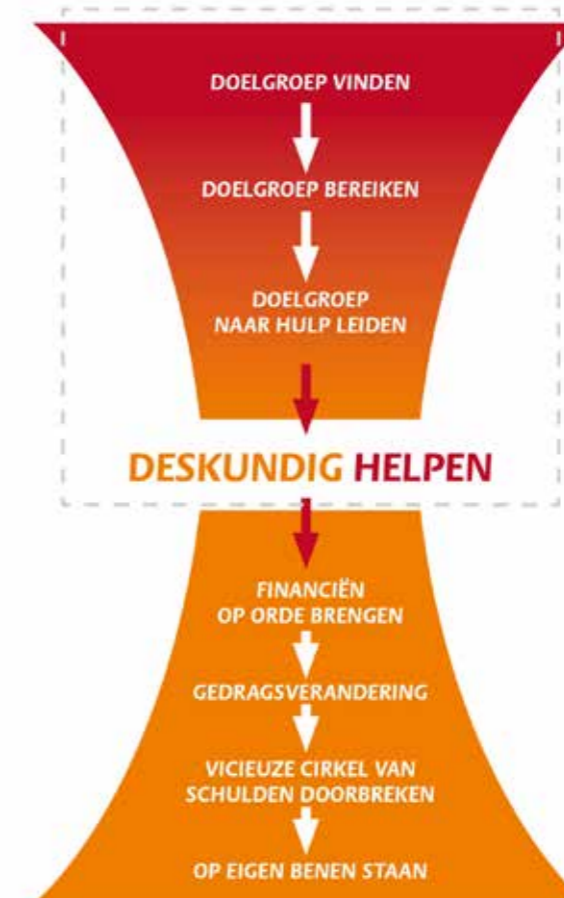 DOELGROEP VINDEN
DOELGROEP BEREIKEN
DOELGROEP
NAAR HULP LEIDEN
DESKUNDIG HELPEN
FINANCIËN
OP ORDE BRENGEN
GEDRAGSVERANDERING
VICIEUZE CIRKEL VAN
SCHULDEN DOORBREKEN
OP EIGEN BENEN STAAN